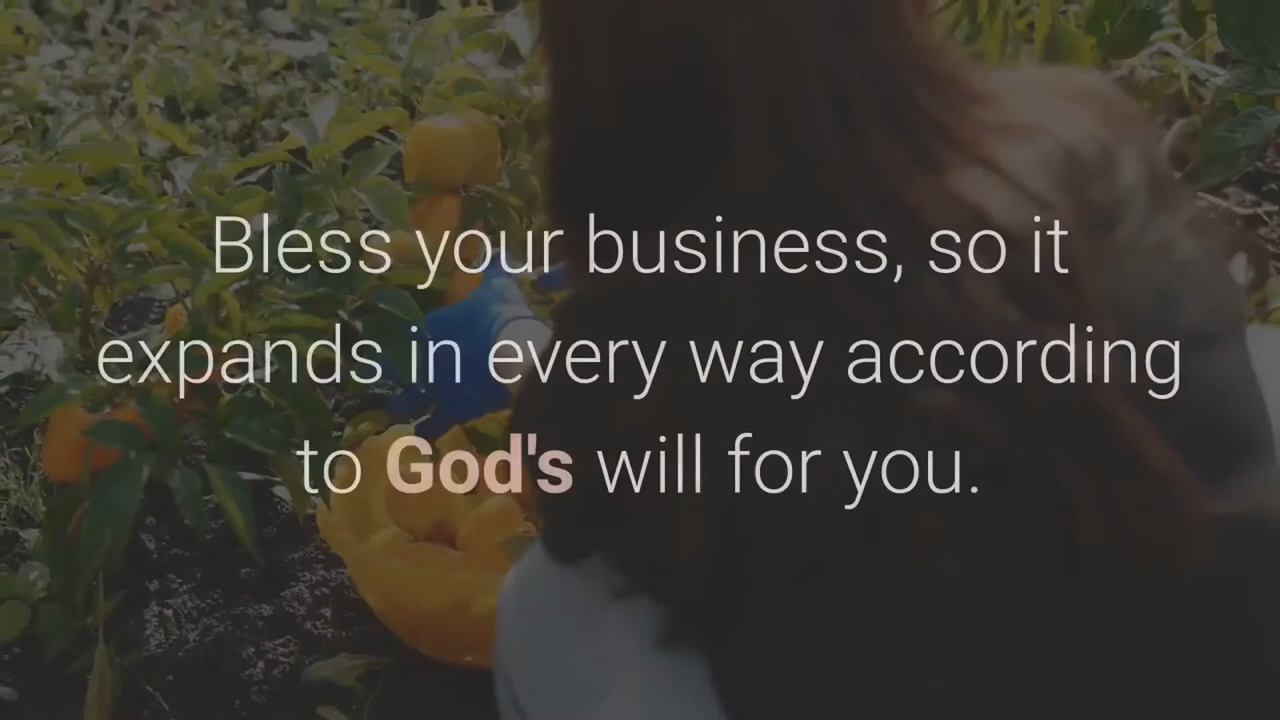 Bless your business, so it
expands in every way according
to God's will for you.